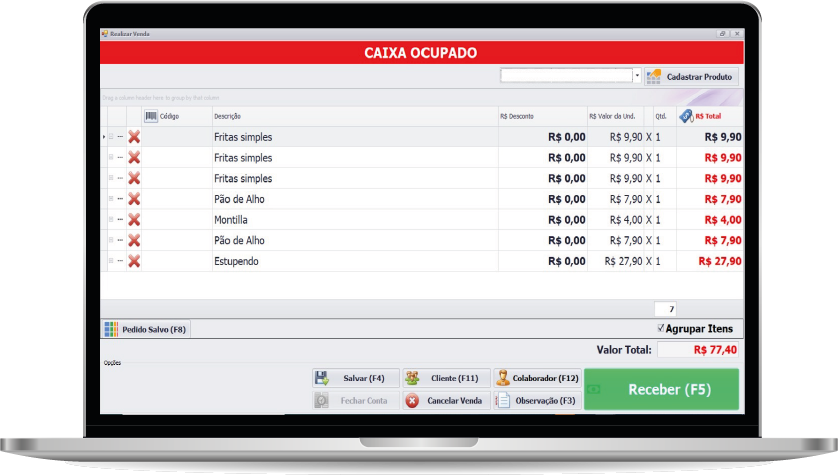 Realizar Venda
CAIXA OCUPADO
Cadastrar Produto
Drag a column header here to group by that column
Código Descrição R$ Desconto R$ Valor da Und. Qtd. R$ Total
Fritas simples R$ 0,00 R$ 9,90 X 1 R$ 9,90
Fritas simples R$ 0,00 R$ 9,90 X 1 R$ 9,90
Fritas simples R$ 0,00 R$ 9,90 X 1 R$ 9,90
Pão de Alho R$ 0,00 R$ 7,90 X 1 R$ 7,90
Montilla R$ 0,00 R$ 4,00 X 1 R$ 4,00
Pão de Alho R$ 0,00 R$ 7,90 X 1 R$ 7,90
Estupendo R$ 0,00 R$ 27,90 X 1 R$ 27,90
7
Pedido Salvo (F8) Agrupar Itens
Valor Total: R$ 77,40
Opções
Salvar (F4) Cliente (F11) Colaborador (F12) Receber (F5)
Fechar Conta Cancelar Venda Observação (F3)